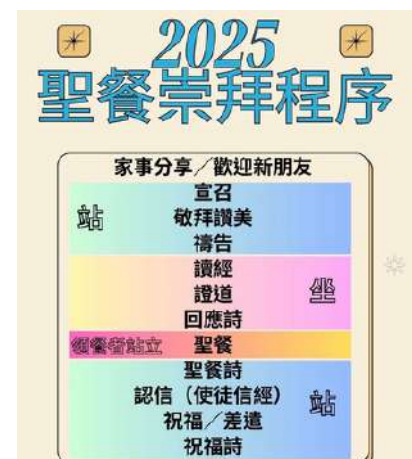 2025
聖餐崇拜程序
家事分享／歡迎新朋友
宣召
站
敬拜讚美
禱告
讀經
證道
坐
回應詩
領餐者站立 聖餐
聖餐詩
認信（使徒信經）
站
祝福／差遣
祝福詩